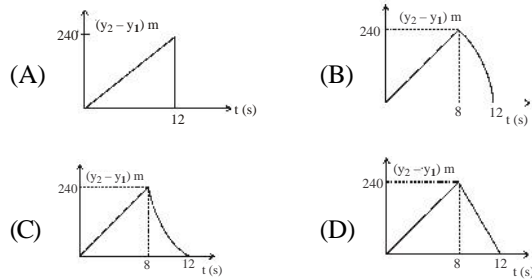 (A) (y₂ – y₁) m
240
12
t (s)
(B) (y₂ – y₁) m
240
8 12 t (s)
(C) (y₂ – y₁) m
240
8 12
t (s)
(D) (y₂ – y₁) m
240
8 12
t (s)